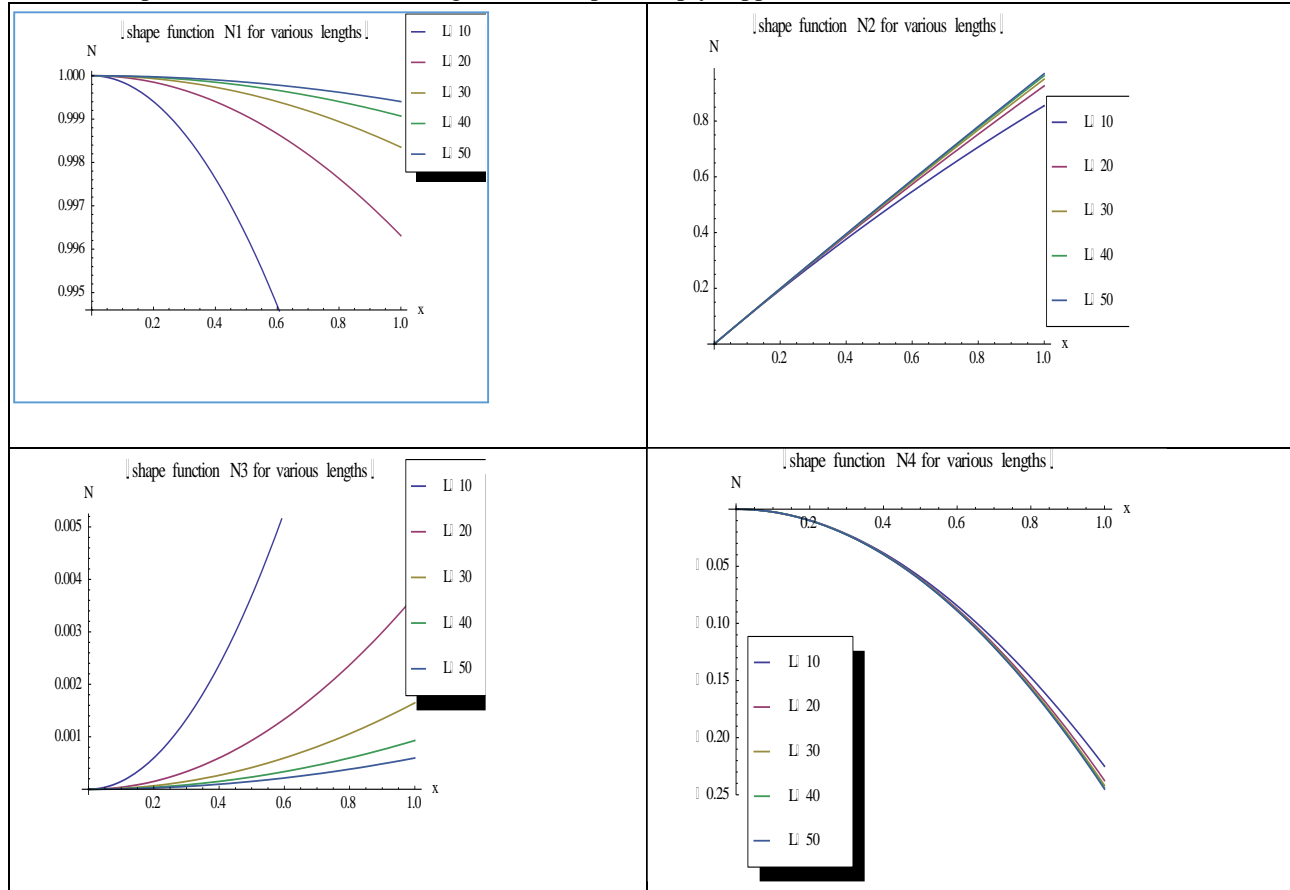 shape function N1 for various lengths
N
1.000
0.999
0.998
0.997
0.996
0.995
0.2 0.4 0.6 0.8 1.0 x
L 10
L 20
L 30
L 40
L 50
shape function N2 for various lengths
N
0.8
0.6
0.4
0.2
0.2 0.4 0.6 0.8 1.0 x
L 10
L 20
L 30
L 40
L 50
shape function N3 for various lengths
N
0.005
0.004
0.003
0.002
0.001
0.2 0.4 0.6 0.8 1.0 x
L 10
L 20
L 30
L 40
L 50
shape function N4 for various lengths
N
0.2 0.4 0.6 0.8 1.0 x
0.05
0.10
0.15
0.20
0.25
L 10
L 20
L 30
L 40
L 50